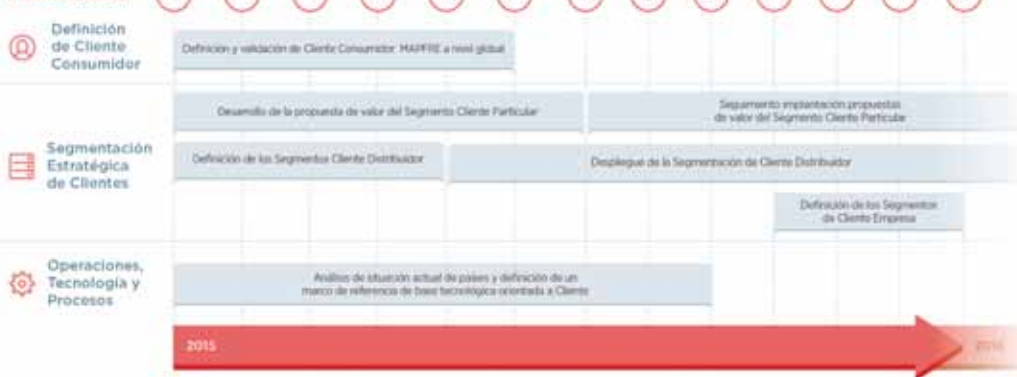 Definición
de Cliente
Consumidor
Definición y validación de Cliente Consumidor MAPFRE a nivel global
Segmentación
Estratégica
de Clientes
Desarrollo de la propuesta de valor del Segmento Cliente Particular
Seguimiento implantación propuestas
de valor del Segmento Cliente Particular
Definición de los Segmentos Cliente Distribuidor
Despliegue de la Segmentación de Cliente Distribuidor
Definición de los Segmentos
de Cliente Empresa
Operaciones,
Tecnología y
Procesos
Análisis de situación actual de países y definición de un
marco de referencia de base tecnológica orientada a Cliente
2015
2016